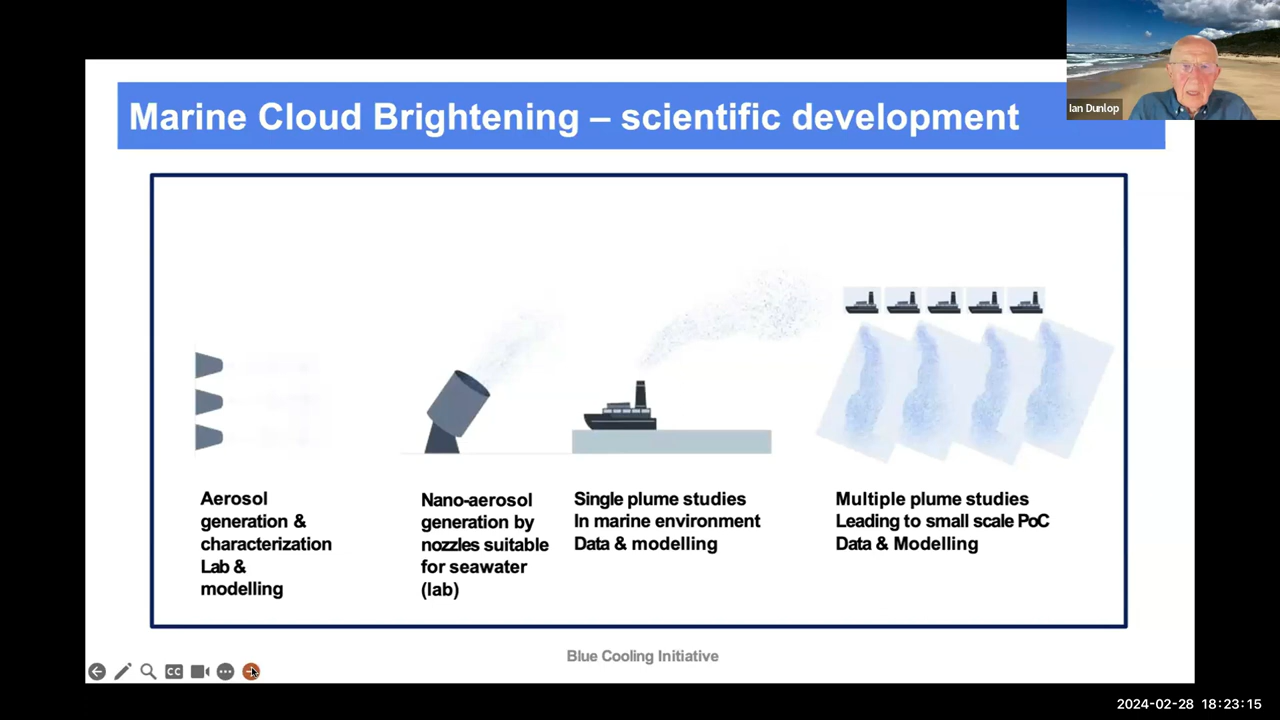 Marine Cloud Brightening – scientific development
Ian Dunlop
Aerosol
generation &
characterization
Lab &
modelling
Nano-aerosol
generation by
nozzles suitable
for seawater
(lab)
Single plume studies
In marine environment
Data & modelling
Multiple plume studies
Leading to small scale PoC
Data & Modelling
Blue Cooling Initiative
CC
2024-02-28 18:23:15